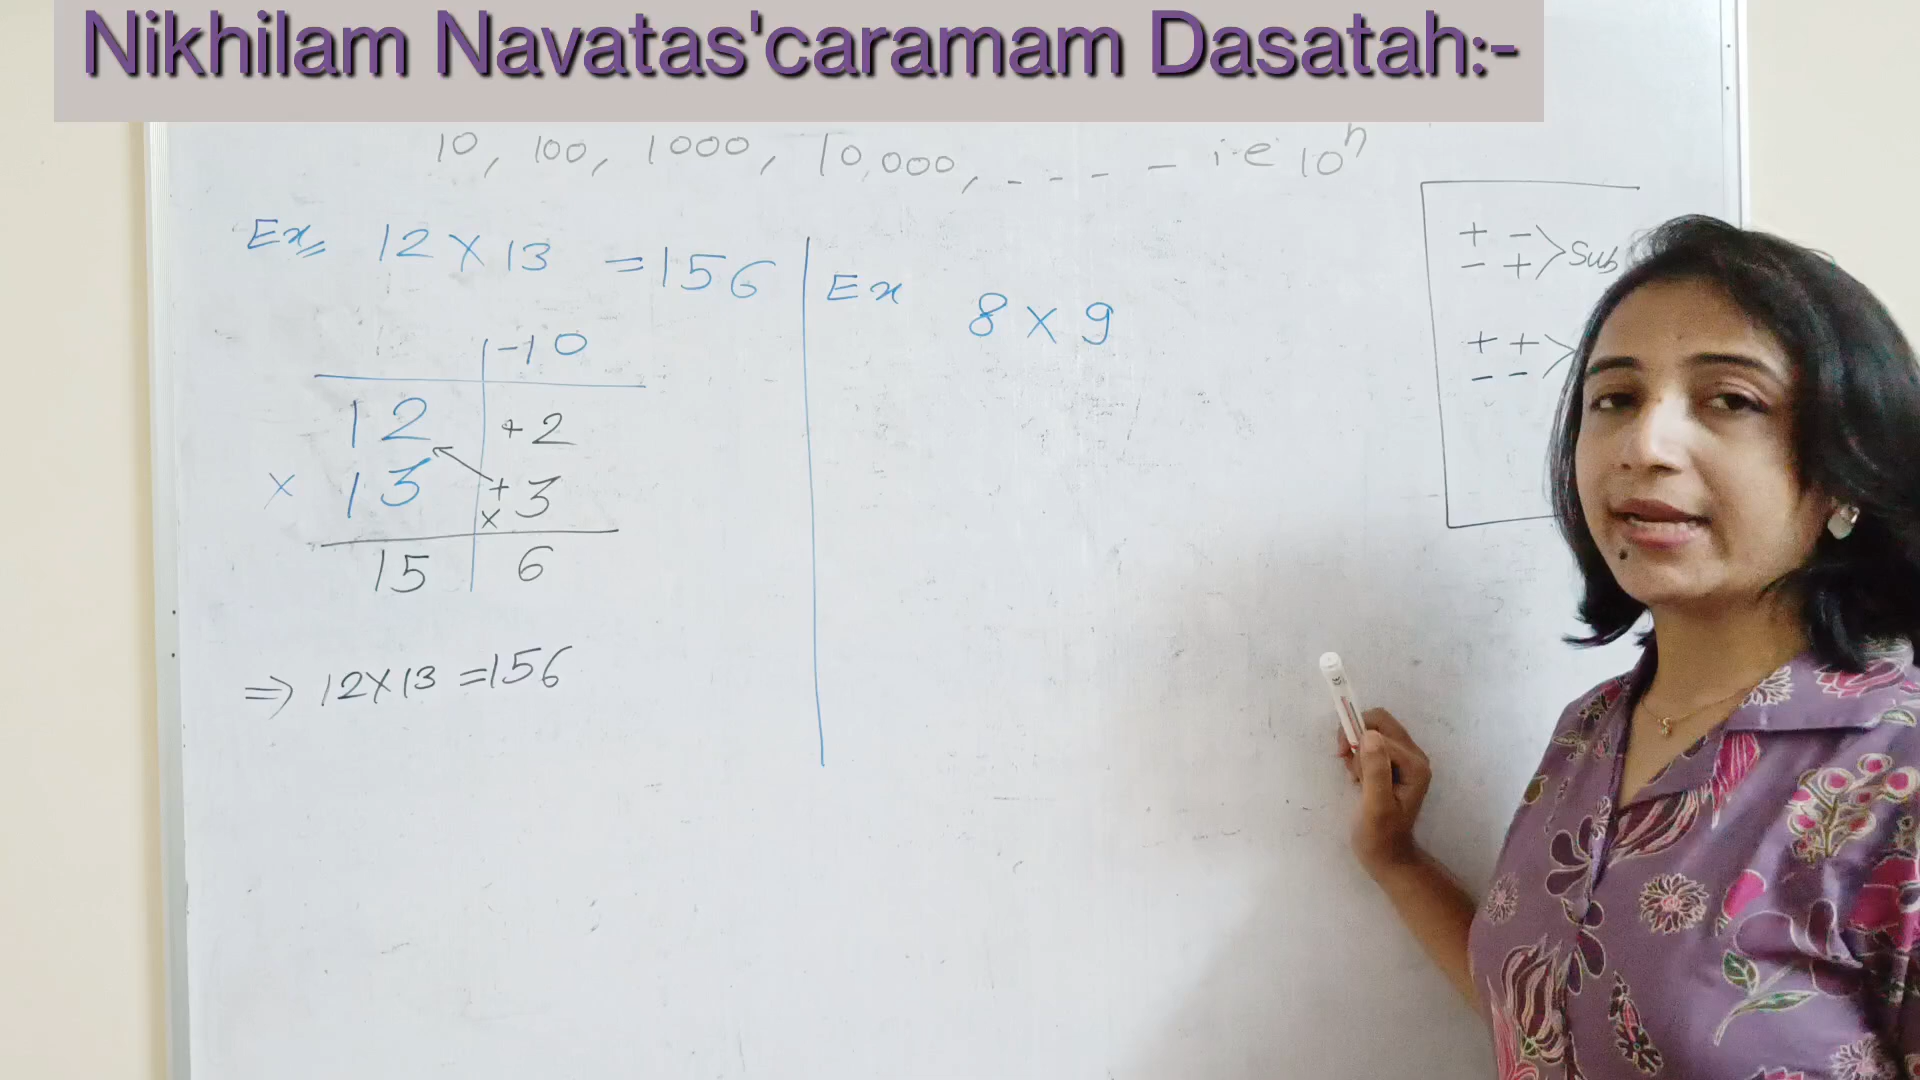 Nikhilam Navatas'caramam Dasatah:-
10, 100, 1000, 10,000, - - - - i.e 10ⁿ
Ex 12 × 13 = 156
-10
12 +2
× 13 + 3
×
15 6
⇒ 12×13 =156
Ex 8 × 9
+ - > Sub
- +
+ + >
- -